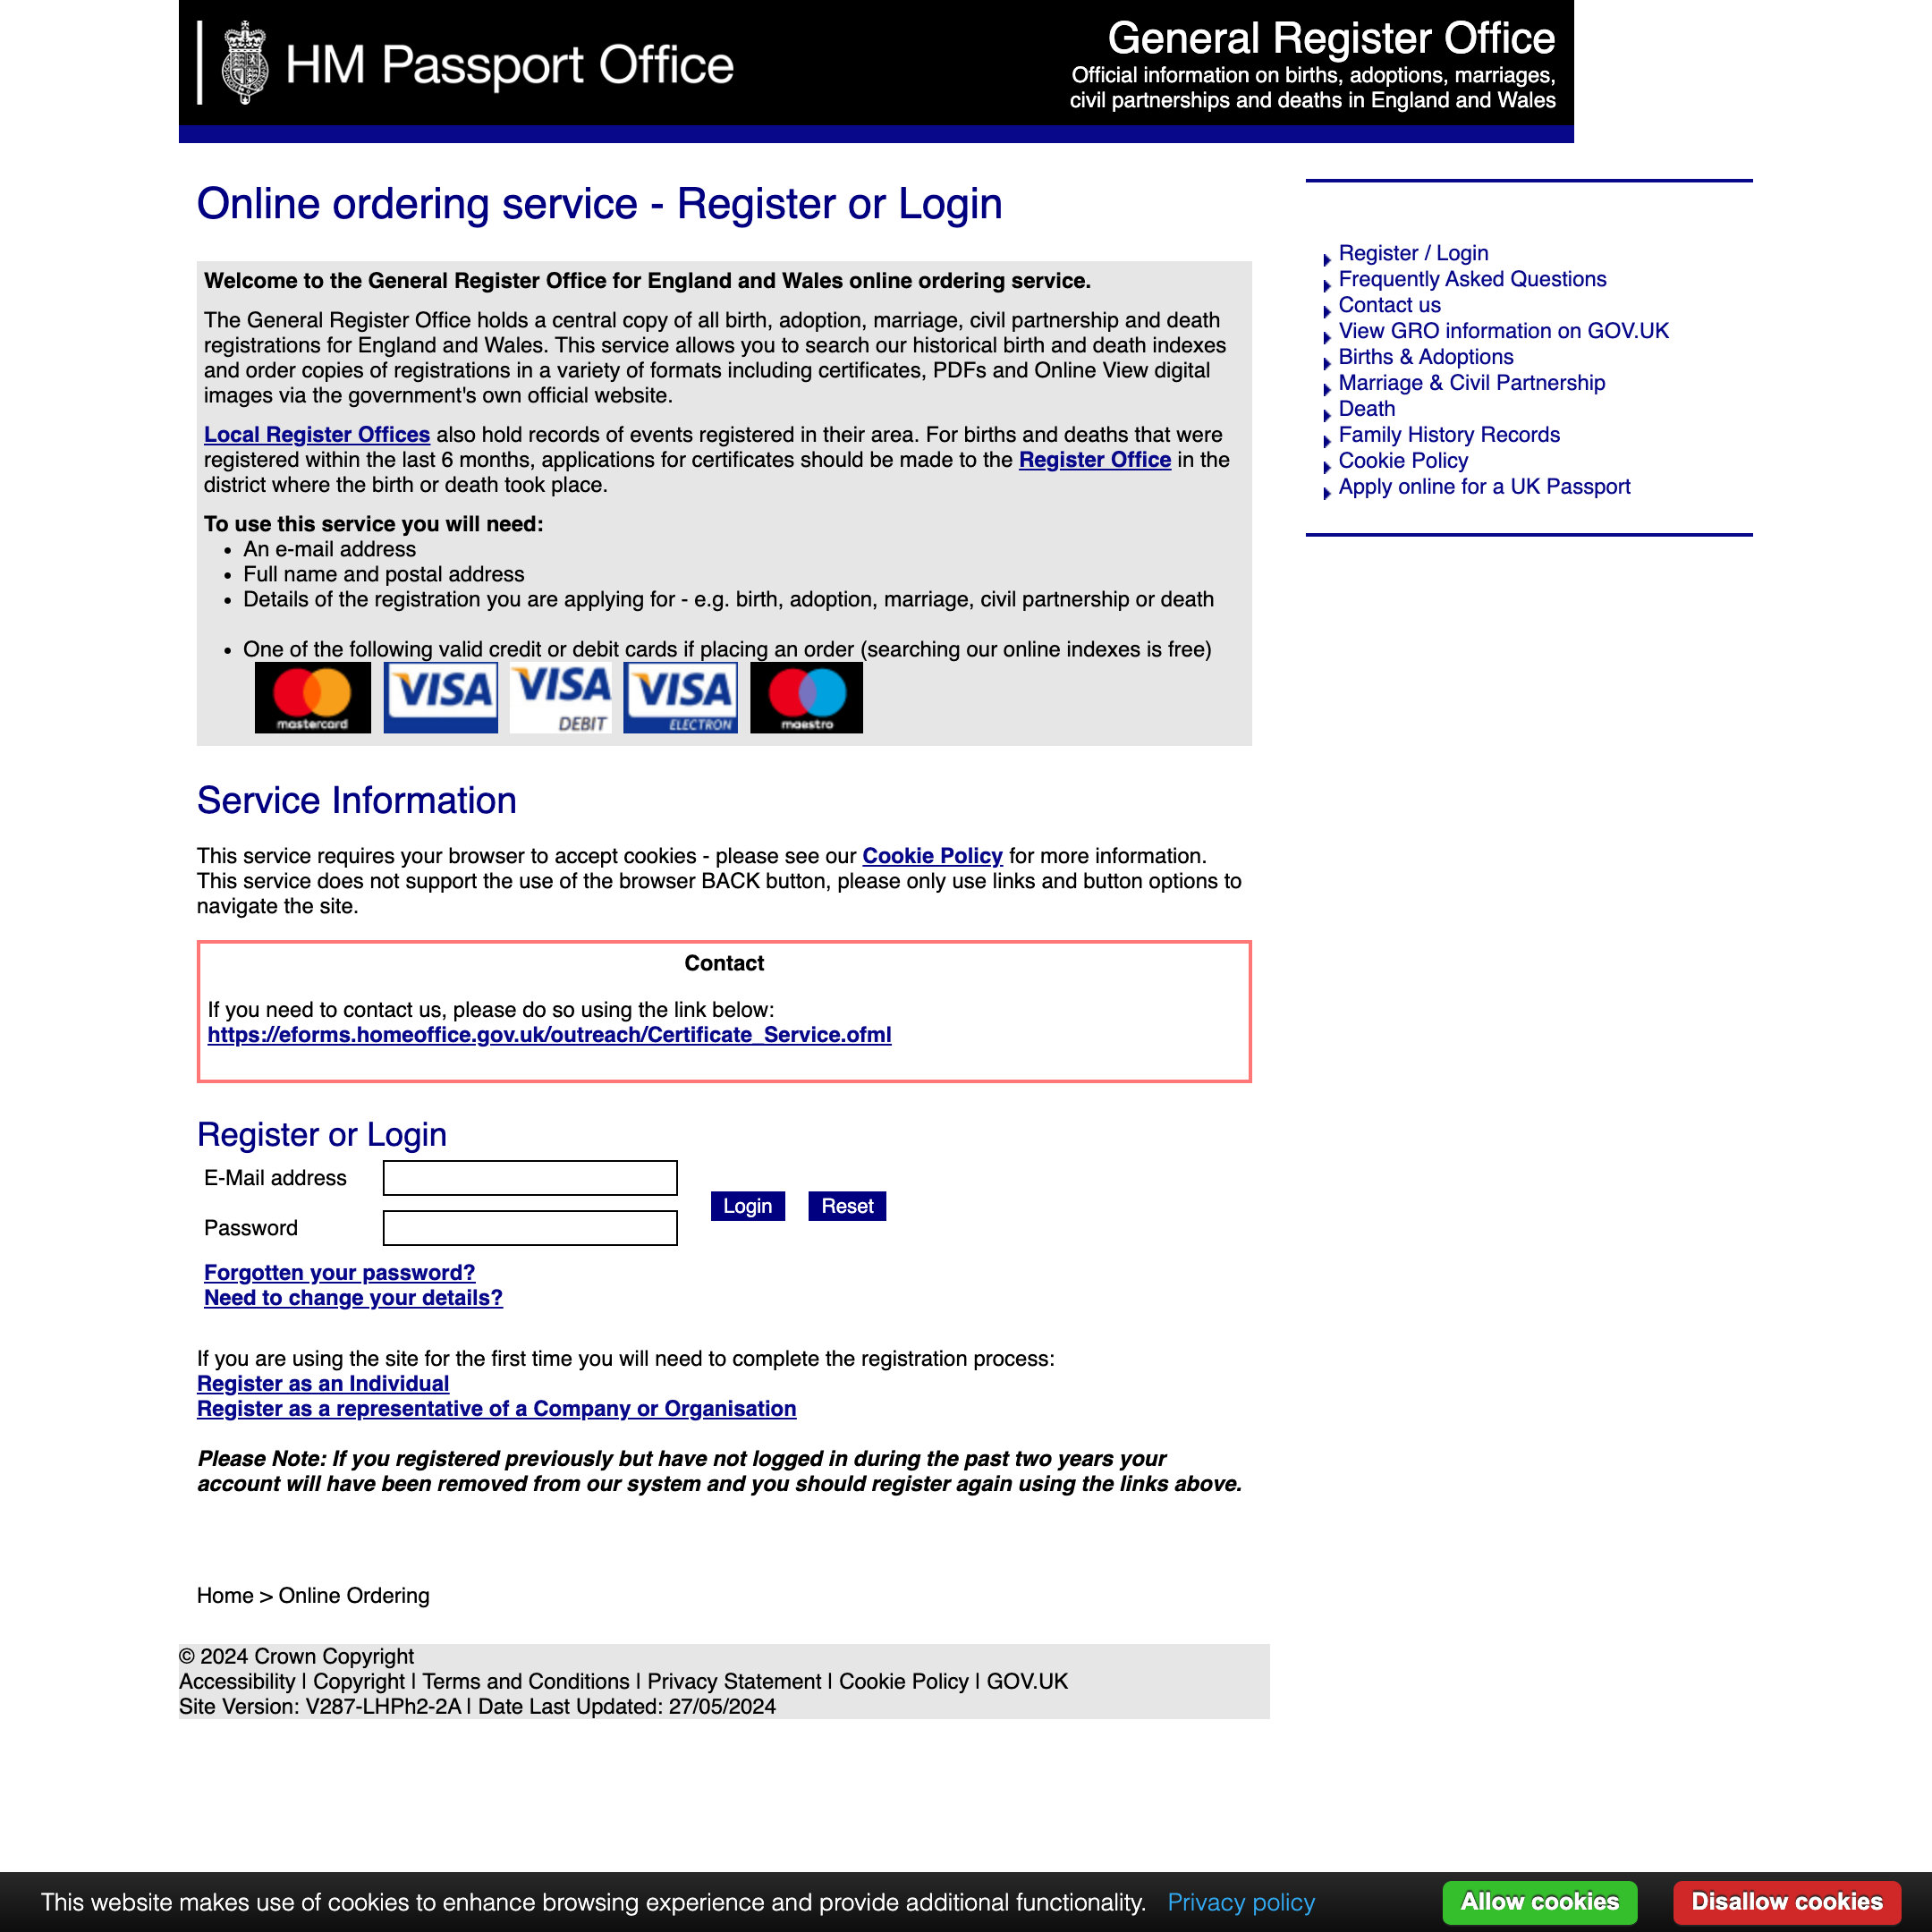 HM Passport Office
General Register Office
Official information on births, adoptions, marriages,
civil partnerships and deaths in England and Wales
Online ordering service - Register or Login
Welcome to the General Register Office for England and Wales online ordering service.
The General Register Office holds a central copy of all birth, adoption, marriage, civil partnership and death
registrations for England and Wales. This service allows you to search our historical birth and death indexes
and order copies of registrations in a variety of formats including certificates, PDFs and Online View digital
images via the government's own official website.
Local Register Offices also hold records of events registered in their area. For births and deaths that were
registered within the last 6 months, applications for certificates should be made to the Register Office in the
district where the birth or death took place.
To use this service you will need:
• An e-mail address
• Full name and postal address
• Details of the registration you are applying for - e.g. birth, adoption, marriage, civil partnership or death
• One of the following valid credit or debit cards if placing an order (searching our online indexes is free)
mastercard VISA VISA DEBIT VISA ELECTRON maestro
Register / Login
Frequently Asked Questions
Contact us
View GRO information on GOV.UK
Births & Adoptions
Marriage & Civil Partnership
Death
Family History Records
Cookie Policy
Apply online for a UK Passport
Service Information
This service requires your browser to accept cookies - please see our Cookie Policy for more information.
This service does not support the use of the browser BACK button, please only use links and button options to
navigate the site.
Contact
If you need to contact us, please do so using the link below:
https://eforms.homeoffice.gov.uk/outreach/Certificate_Service.ofml
Register or Login
E-Mail address
Password
Login Reset
Forgotten your password?
Need to change your details?
If you are using the site for the first time you will need to complete the registration process:
Register as an Individual
Register as a representative of a Company or Organisation
Please Note: If you registered previously but have not logged in during the past two years your
account will have been removed from our system and you should register again using the links above.
Home > Online Ordering
© 2024 Crown Copyright
Accessibility | Copyright | Terms and Conditions | Privacy Statement | Cookie Policy | GOV.UK
Site Version: V287-LHPh2-2A | Date Last Updated: 27/05/2024
This website makes use of cookies to enhance browsing experience and provide additional functionality. Privacy policy Allow cookies Disallow cookies